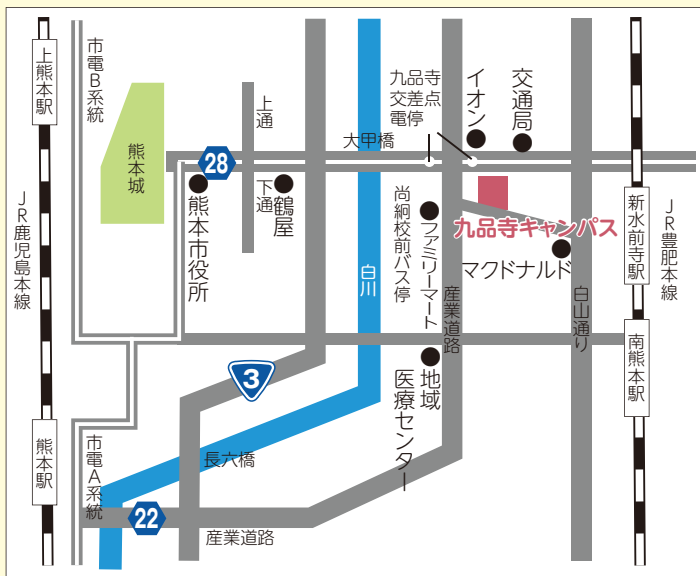 上熊本駅
市電B系統
熊本城
上通
大甲橋
九品寺
交差点
電停
イオン
交通局
28
下通
鶴屋
熊本市役所
尚絅校前バス停
ファミリーマート
九品寺キャンパス
マクドナルド
新水前寺駅
JR豊肥本線
JR鹿児島本線
白川
産業道路
白山通り
南熊本駅
3
地域
医療センター
熊本駅
市電A系統
長六橋
22
産業道路